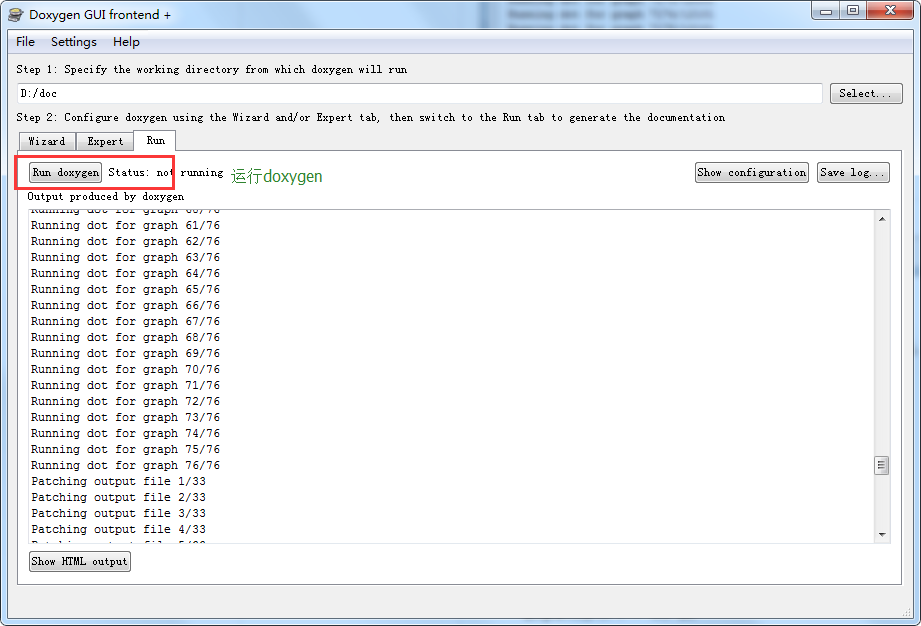 Doxygen GUI frontend +
File Settings Help
Step 1: Specify the working directory from which doxygen will run
D:/doc
Select...
Step 2: Configure doxygen using the Wizard and/or Expert tab, then switch to the Run tab to generate the documentation
Wizard Expert Run
Run doxygen Status: not running 运行doxygen Show configuration Save log...
Output produced by doxygen
Running dot for graph 60/76
Running dot for graph 61/76
Running dot for graph 62/76
Running dot for graph 63/76
Running dot for graph 64/76
Running dot for graph 65/76
Running dot for graph 66/76
Running dot for graph 67/76
Running dot for graph 68/76
Running dot for graph 69/76
Running dot for graph 70/76
Running dot for graph 71/76
Running dot for graph 72/76
Running dot for graph 73/76
Running dot for graph 74/76
Running dot for graph 75/76
Running dot for graph 76/76
Patching output file 1/33
Patching output file 2/33
Patching output file 3/33
Patching output file 4/33
Show HTML output